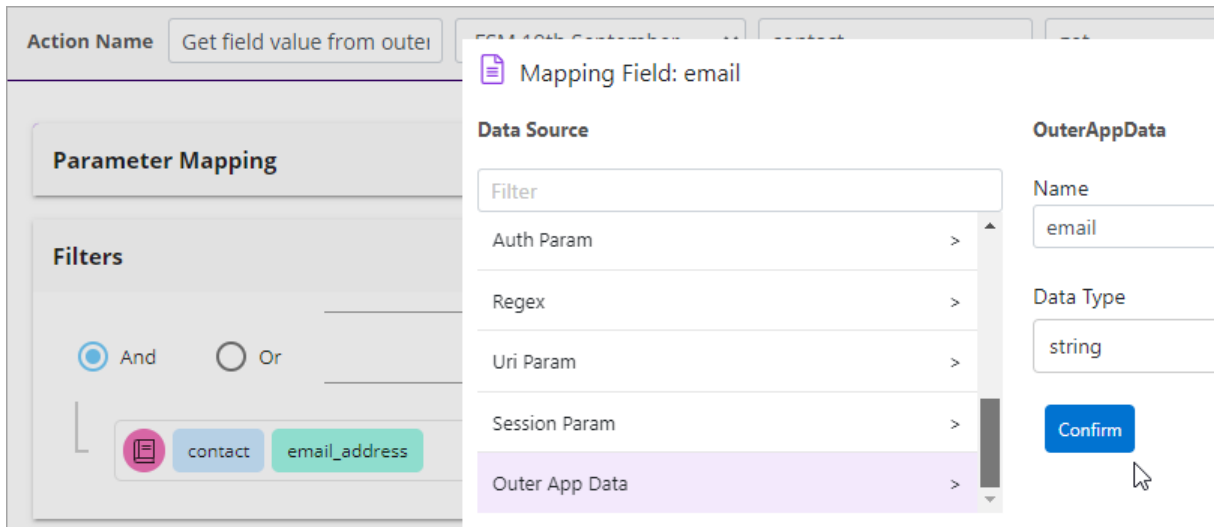 Action Name
Get field value from outer
Mapping Field: email
Data Source
OuterAppData
Parameter Mapping
Filter
Name
email
Auth Param >
Filters
Regex >
Data Type
string
And
Or
Uri Param >
Session Param >
Confirm
contact
email_address
Outer App Data >